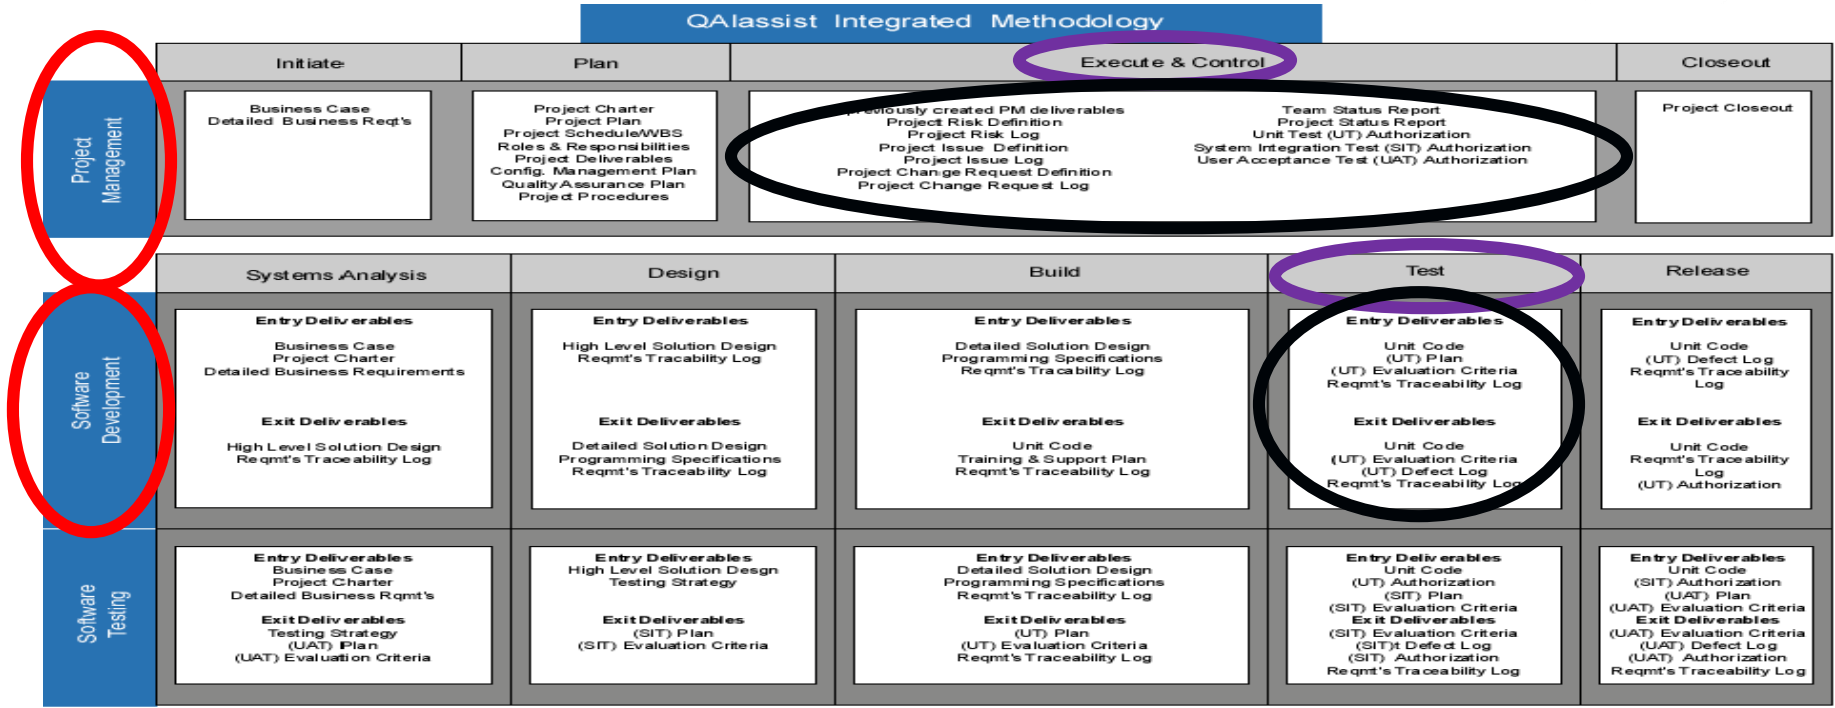 QAIassist Integrated Methodology
Initiate
Plan
Execute & Control
Closeout
Project
Management
Business Case
Detailed Business Reqt's
Project Charter
Project Plan
Project Schedule/WBS
Roles & Responsibilities
Project Deliverables
Config. Management Plan
Quality Assurance Plan
Project Procedures
created PM deliverables
Project Risk Definition
Project Risk Log
Project Issue Definition
Project Issue Log
Project Change Request Definition
Project Change Request Log
Team Status Report
Project Status Report
Unit Test (UT) Authorization
System Integration Test (SIT) Authorization
User Acceptance Test (UAT) Authorization
Project Closeout
Systems Analysis
Design
Build
Test
Release
Software
Development
Entry Deliverables
Business Case
Project Charter
Detailed Business Requirements
Exit Deliverables
High Level Solution Design
Reqmt's Traceability Log
Entry Deliverables
High Level Solution Design
Reqmt's Tracability Log
Exit Deliverables
Detailed Solution Design
Programming Specifications
Reqmt's Traceability Log
Entry Deliverables
Detailed Solution Design
Programming Specifications
Reqmt's Tracability Log
Exit Deliverables
Unit Code
Training & Support Plan
Reqmt's Traceability Log
Entry Deliverables
Unit Code
(UT) Plan
(UT) Evaluation Criteria
Reqmt's Traceability Log
Exit Deliverables
Unit Code
(UT) Evaluation Criteria
(UT) Defect Log
Reqmt's Traceability Log
Entry Deliverables
Unit Code
(UT) Defect Log
Reqmt's Traceability
Log
Exit Deliverables
Unit Code
Reqmt's Traceability
Log
(UT) Authorization
Software
Testing
Entry Deliverables
Business Case
Project Charter
Detailed Business Rqmt's
Exit Deliverables
Testing Strategy
(UAT) Plan
(UAT) Evaluation Criteria
Entry Deliverables
High Level Solution Desgn
Testing Strategy
Exit Deliverables
(SIT) Plan
(SIT) Evaluation Criteria
Entry Deliverables
Detailed Solution Design
Programming Specifications
Reqmt's Traceability Log
Exit Deliverables
(UT) Plan
(UT) Evaluation Criteria
Reqmt's Traceability Log
Entry Deliverables
Unit Code
(UT) Authorization
(SIT) Plan
(SIT) Evaluation Criteria
Exit Deliverables
(SIT) Evaluation Criteria
(SIT)t Defect Log
(SIT) Authorization
Reqmt's Traceability Log
Entry Deliverables
Unit Code
(SIT) Authorization
(UAT) Plan
(UAT) Evaluation Criteria
Exit Deliverables
(UAT) Evaluation Criteria
(UAT) Defect Log
(UAT) Authorization
Reqmt's Traceability Log